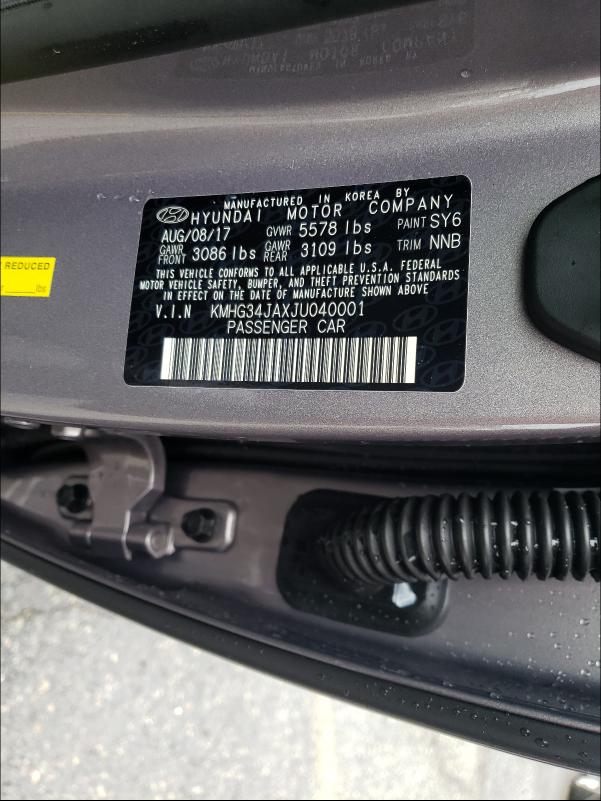 MANUFACTURED IN KOREA BY
HYUNDAI MOTOR COMPANY
AUG/08/17 GVWR 5578 lbs PAINT SY6
GAWR FRONT 3086 lbs GAWR REAR 3109 lbs TRIM NNB
THIS VEHICLE CONFORMS TO ALL APPLICABLE U.S.A. FEDERAL
MOTOR VEHICLE SAFETY, BUMPER, AND THEFT PREVENTION STANDARDS
IN EFFECT ON THE DATE OF MANUFACTURE SHOWN ABOVE
V.I.N KMHG34JAXJU040001
PASSENGER CAR
REDUCED
lbs